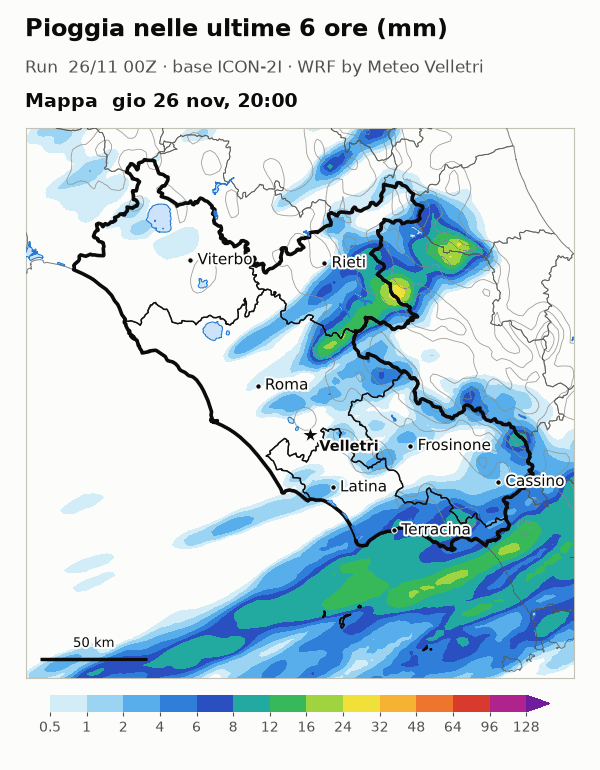 Pioggia nelle ultime 6 ore (mm)
Run  26/11 00Z · base ICON-2I · WRF by Meteo Velletri
Mappa  gio 26 nov, 20:00
Viterbo
Rieti
Roma
Velletri
Frosinone
Latina
Cassino
Terracina
50 km
0.5 1 2 4 6 8 12 16 24 32 48 64 96 128